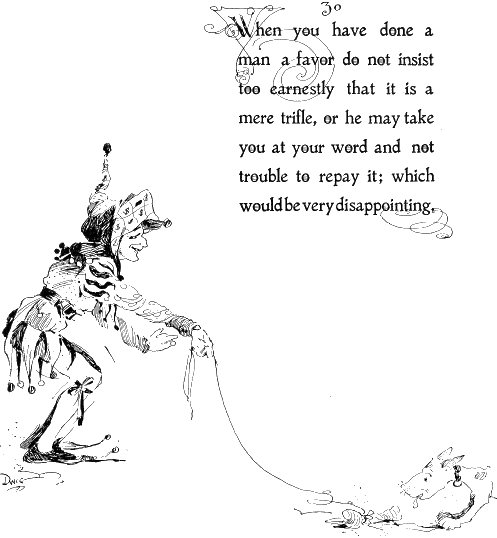 30
When you have done a
man a favor do not insist
too earnestly that it is a
mere trifle, or he may take
you at your word and not
trouble to repay it; which
would be very disappointing.
Dwig